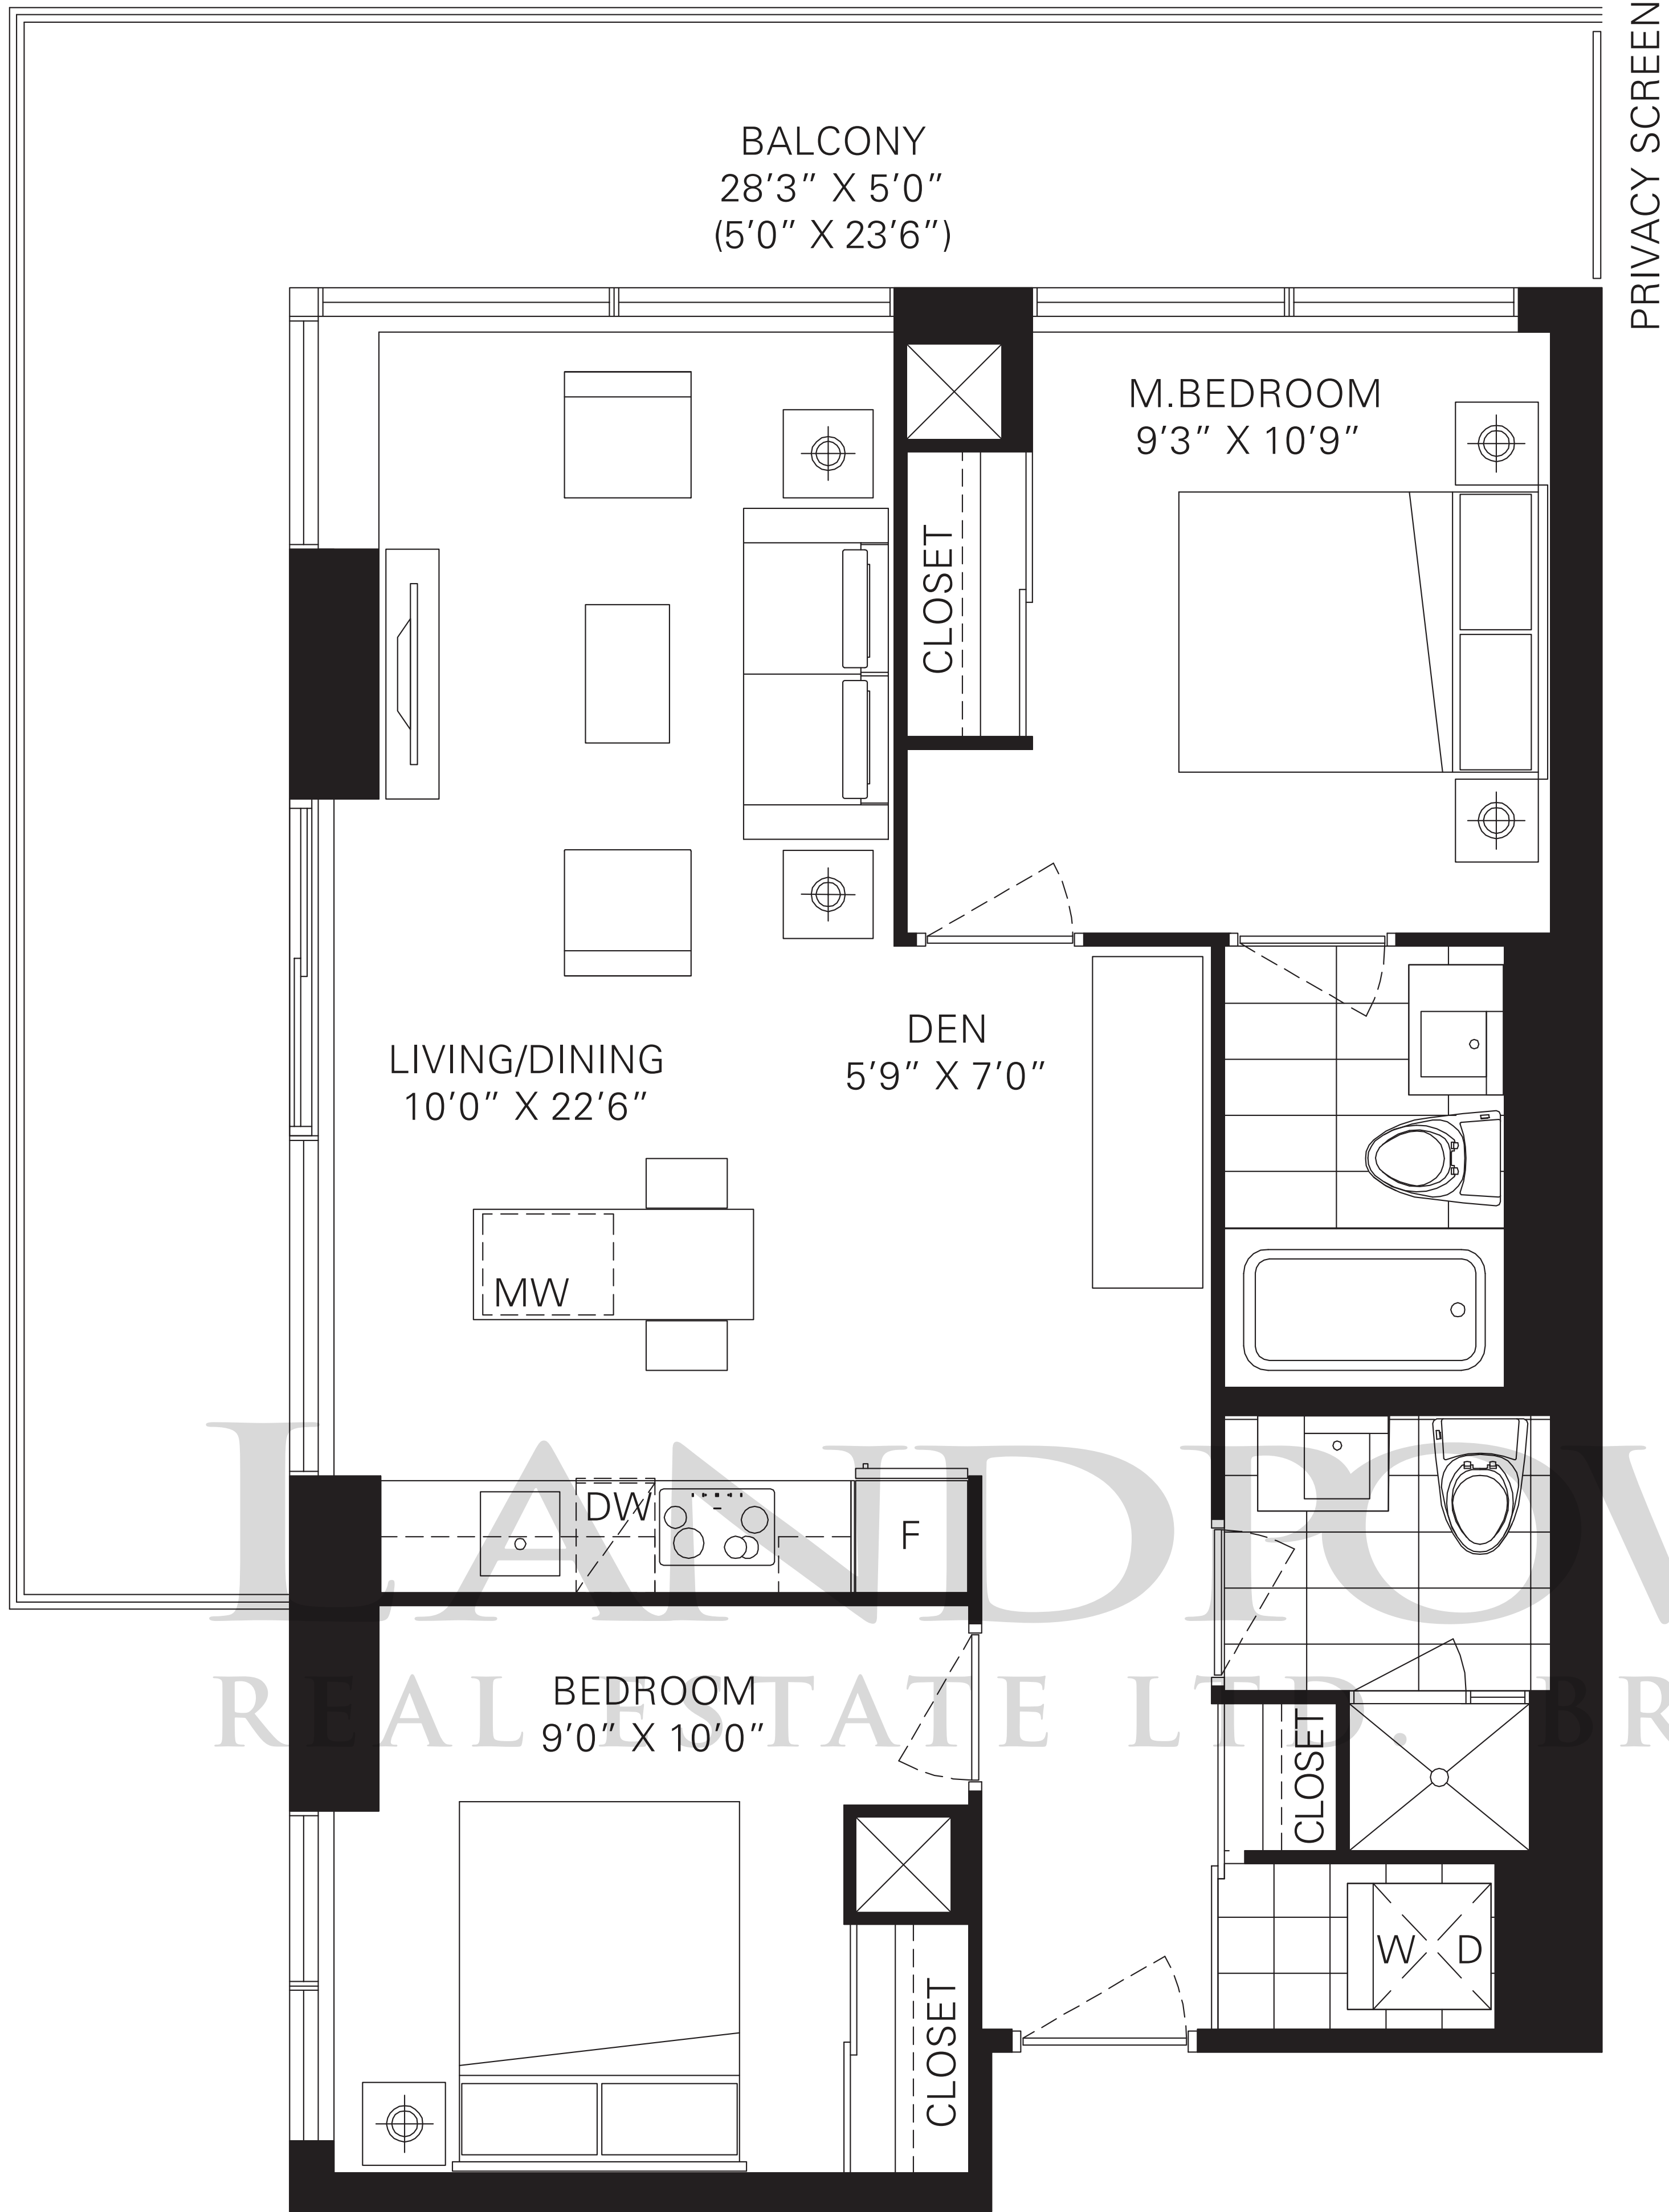 PRIVACY SCREEN
BALCONY
28'3" X 5'0"
(5'0" X 23'6")
M.BEDROOM
9'3" X 10'9"
CLOSET
DEN
5'9" X 7'0"
LIVING/DINING
10'0" X 22'6"
MW
DW
F
LANDPOW
REAL ESTATE LTD. BR
BEDROOM
9'0" X 10'0"
CLOSET
W D
CLOSET